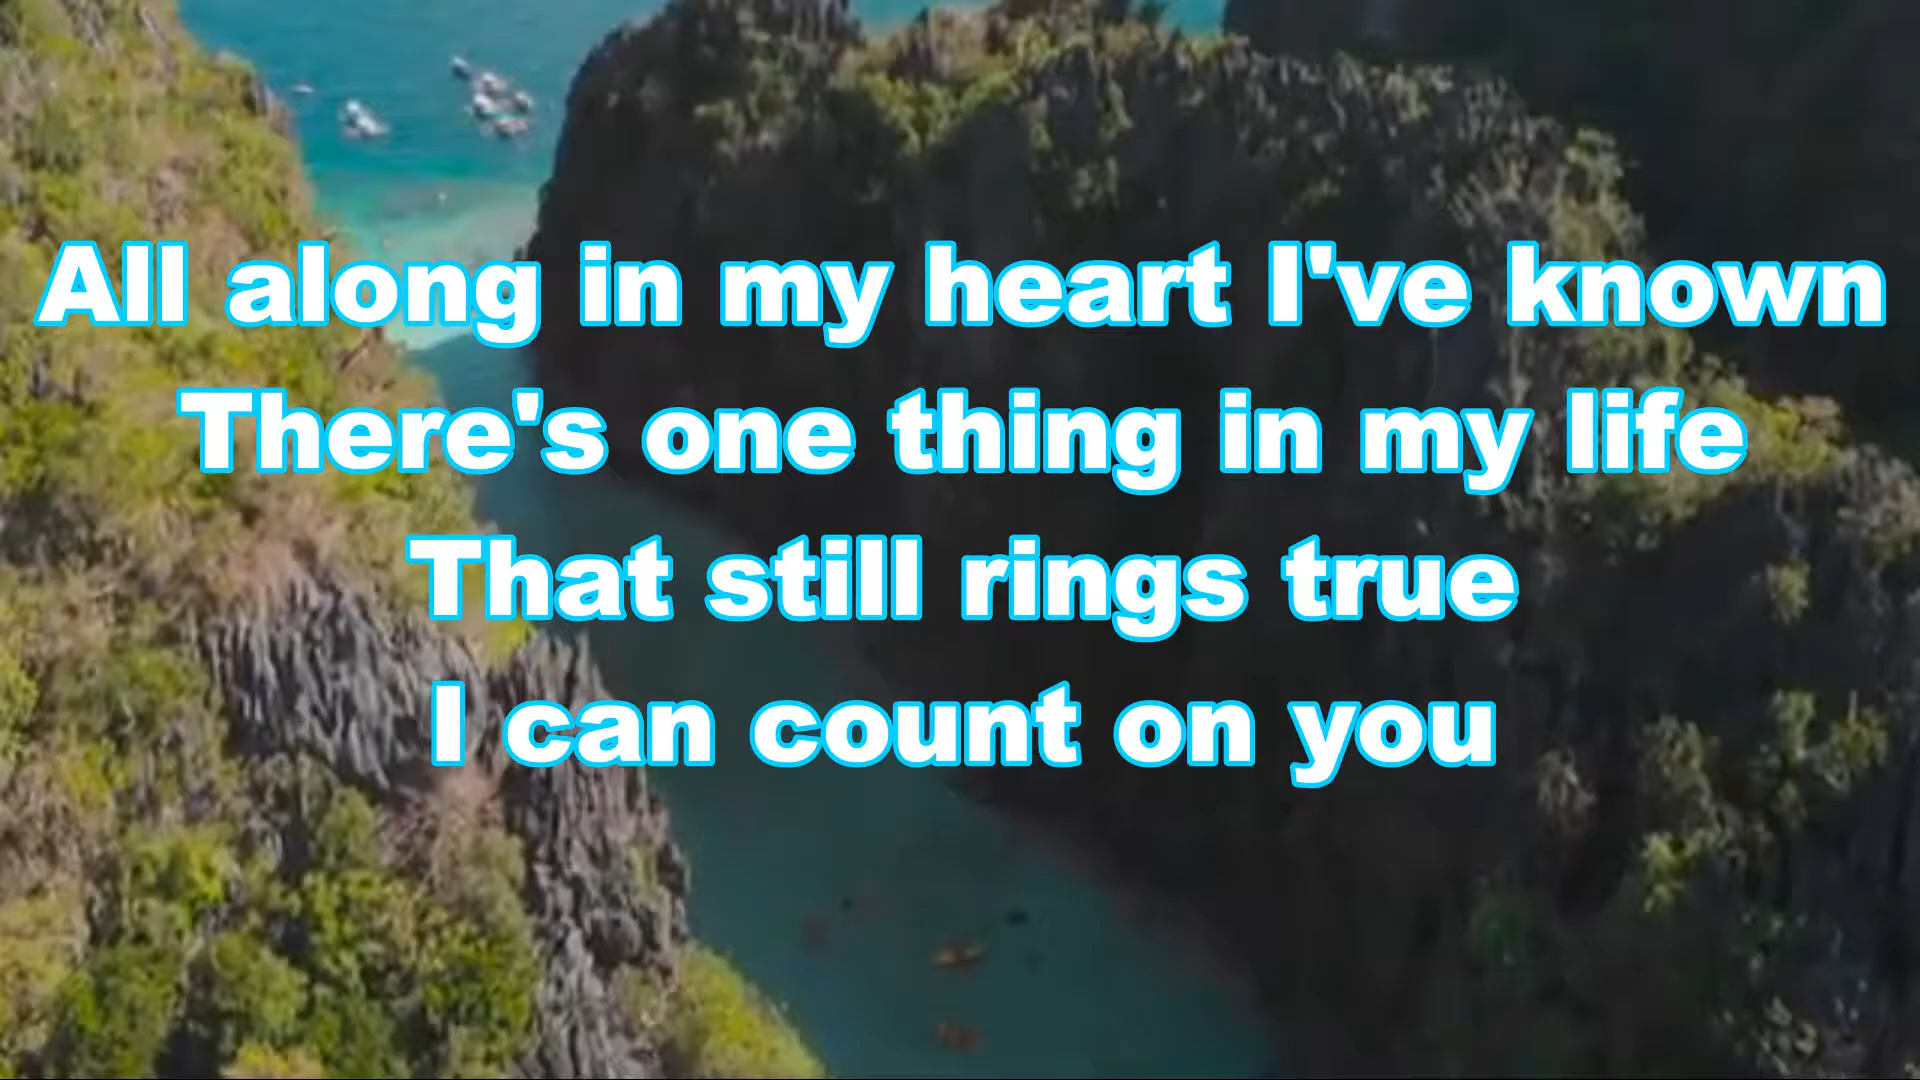 All along in my heart I've known
There's one thing in my life
That still rings true
I can count on you